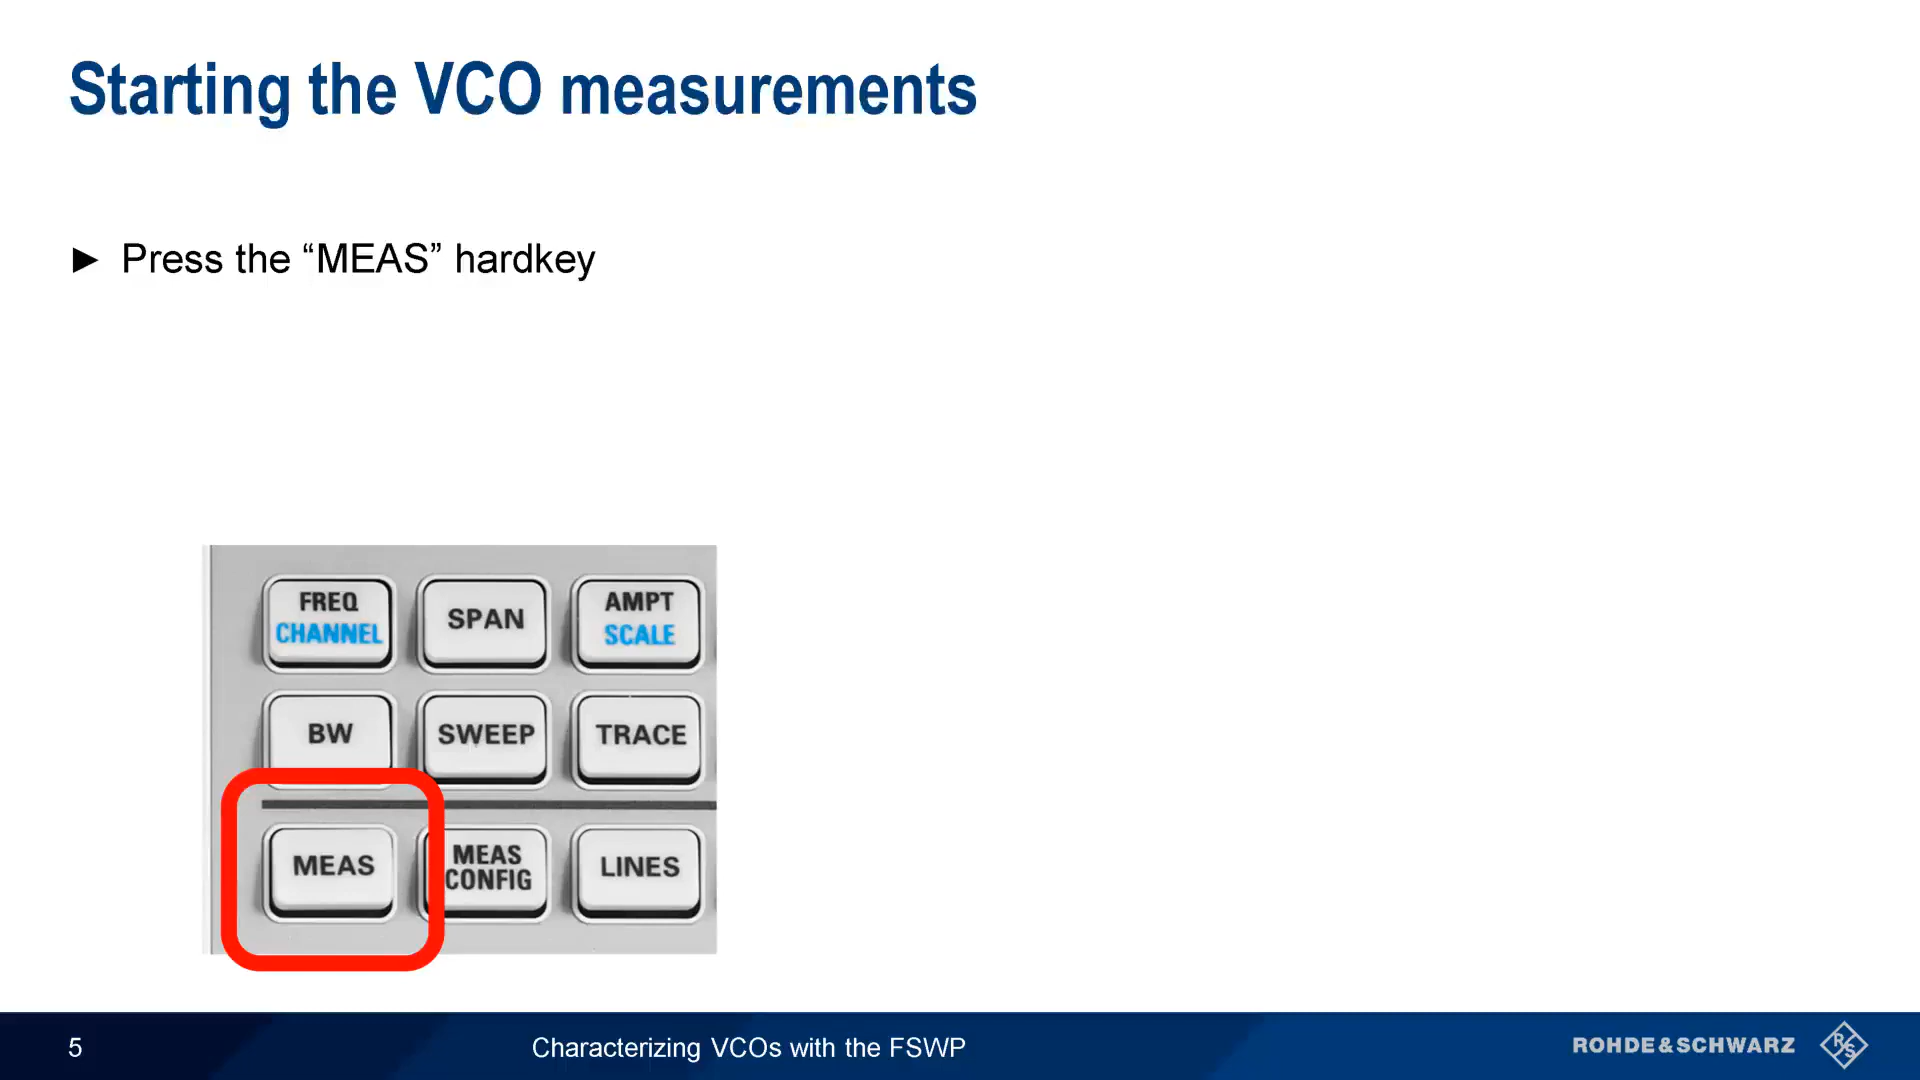 Starting the VCO measurements
► Press the “MEAS” hardkey
FREQ
CHANNEL
SPAN
AMPT
SCALE
BW
SWEEP
TRACE
MEAS
MEAS
CONFIG
LINES
5
Characterizing VCOs with the FSWP
ROHDE&SCHWARZ
R&S